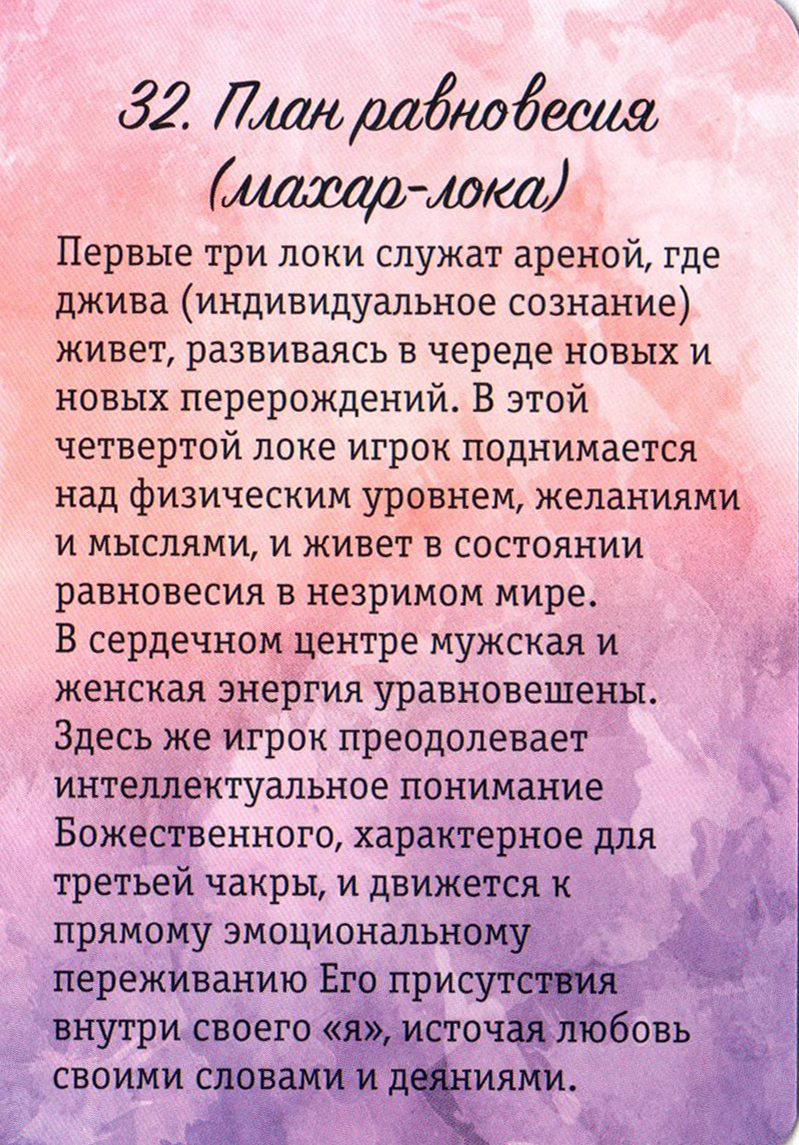 32. План равновесия
(махар-лока)
Первые три локи служат ареной, где
джива (индивидуальное сознание)
живет, развиваясь в череде новых и
новых перерождений. В этой
четвертой локе игрок поднимается
над физическим уровнем, желаниями
и мыслями, и живет в состоянии
равновесия в незримом мире.
В сердечном центре мужская и
женская энергия уравновешены.
Здесь же игрок преодолевает
интеллектуальное понимание
Божественного, характерное для
третьей чакры, и движется к
прямому эмоциональному
переживанию Его присутствия
внутри своего «я», источая любовь
своими словами и деяниями.